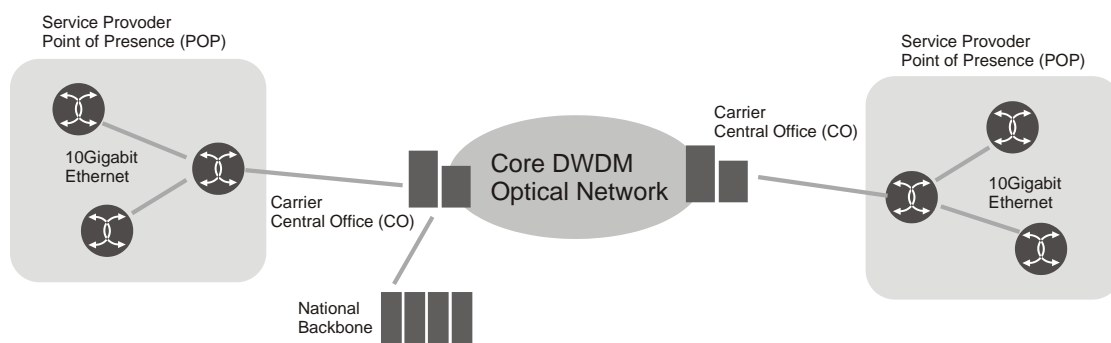 Service Provoder
Point of Presence (POP)
10Gigabit
Ethernet
Carrier
Central Office (CO)
Core DWDM
Optical Network
National
Backbone
Carrier
Central Office (CO)
Service Provoder
Point of Presence (POP)
10Gigabit
Ethernet